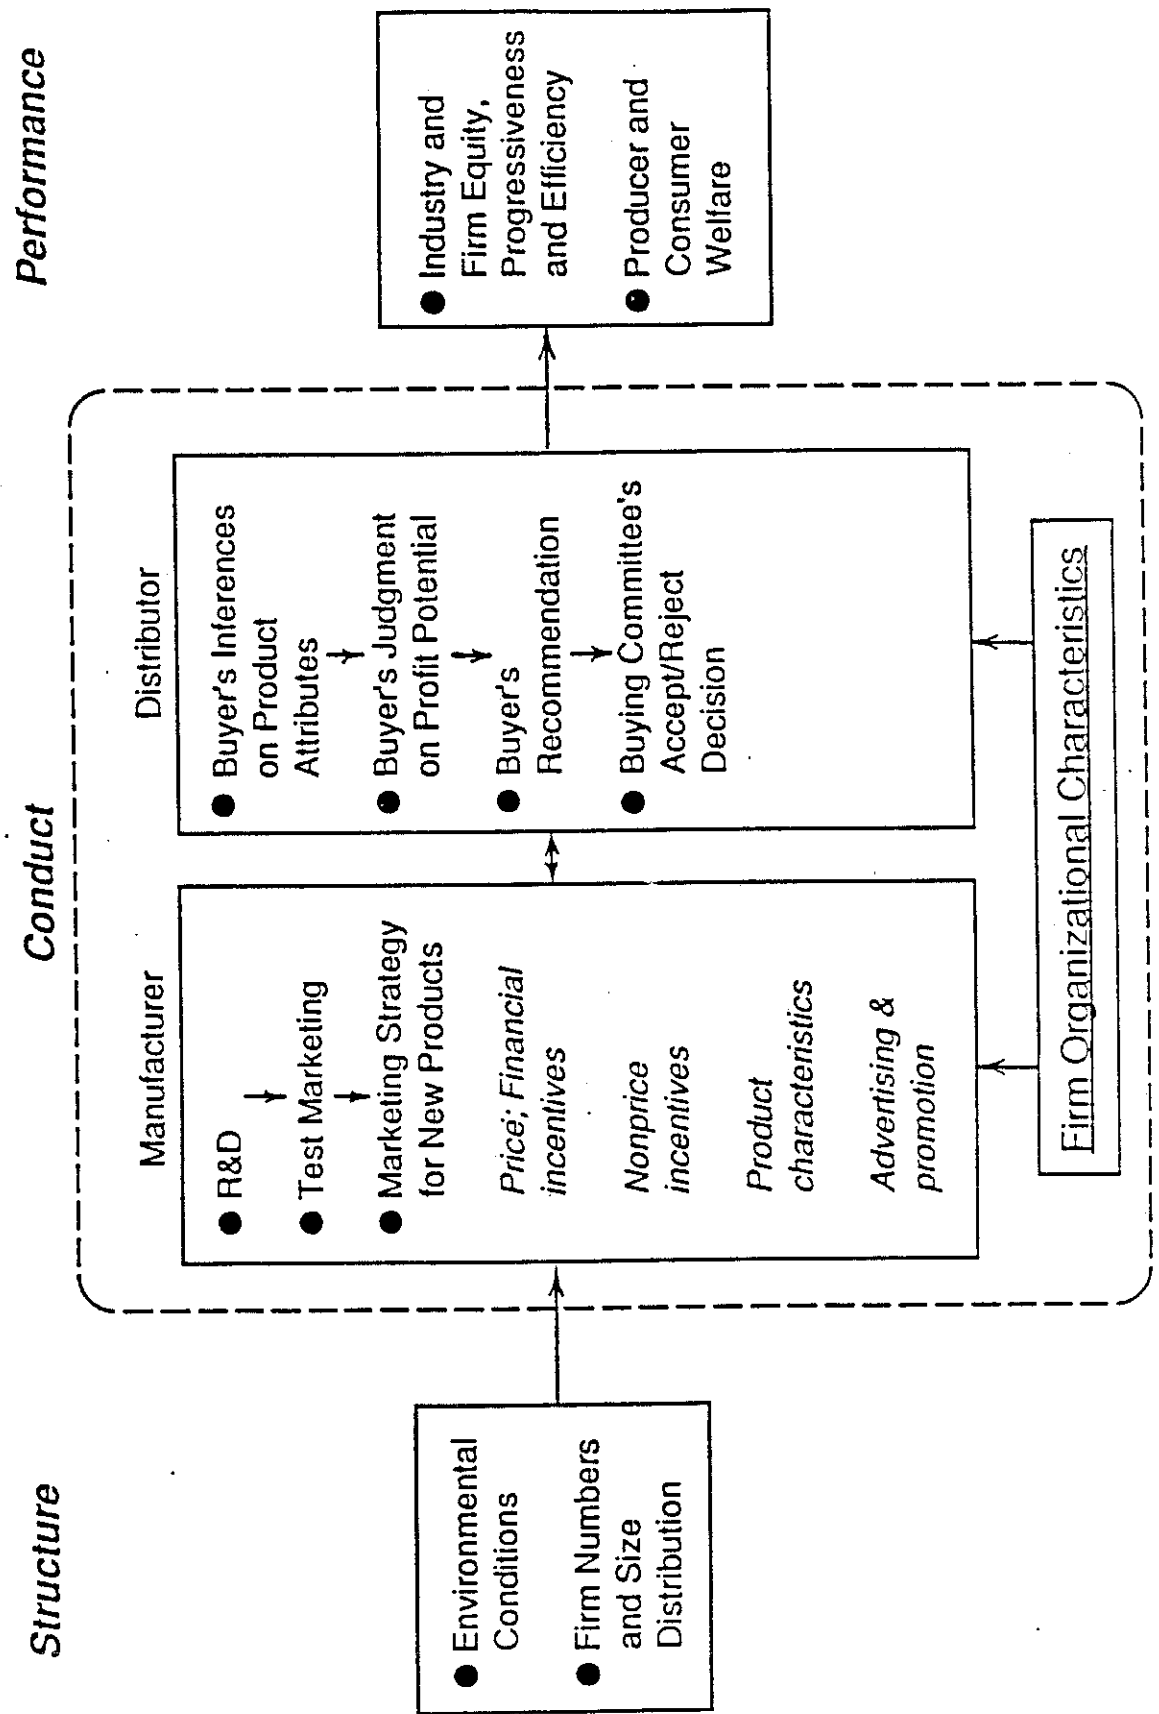 Structure
Conduct
Performance
● Environmental
Conditions
● Firm Numbers
and Size
Distribution
Manufacturer
● R&D
● Test Marketing
● Marketing Strategy
for New Products
Price; Financial
incentives
Nonprice
incentives
Product
characteristics
Advertising &
promotion
Distributor
● Buyer's Inferences
on Product
Attributes
● Buyer's Judgment
on Profit Potential
● Buyer's
Recommendation
● Buying Committee's
Accept/Reject
Decision
Firm Organizational Characteristics
● Industry and
Firm Equity,
Progressiveness
and Efficiency
● Producer and
Consumer
Welfare